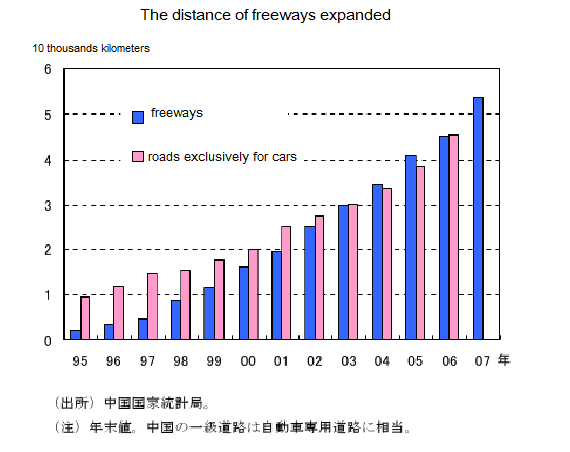 The distance of freeways expanded
10 thousands kilometers
6
5
freeways
4
roads exclusively for cars
3
2
1
0
95 96 97 98 99 00 01 02 03 04 05 06 07 年
（出所）中国国家統計局。
（注）年末値。中国の一級道路は自動車専用道路に相当。